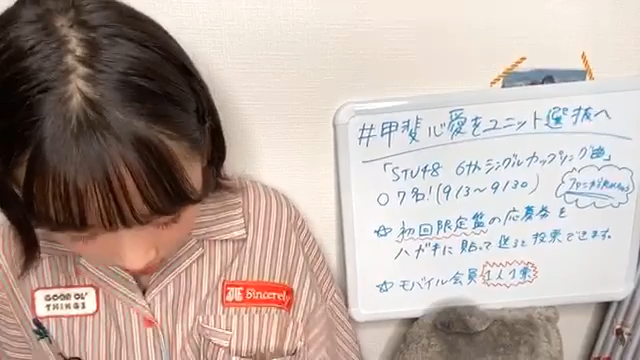 #甲斐心愛をユニット選抜へ
「STU48 6thシングルカップリング曲」
○7名!(9/3〜9/30)
☆初回限定盤の応募券を
ハガキに貼って送ると投票できます。
☆モバイル会員1人1票
GOOD OL'
THINGS
Sincerely